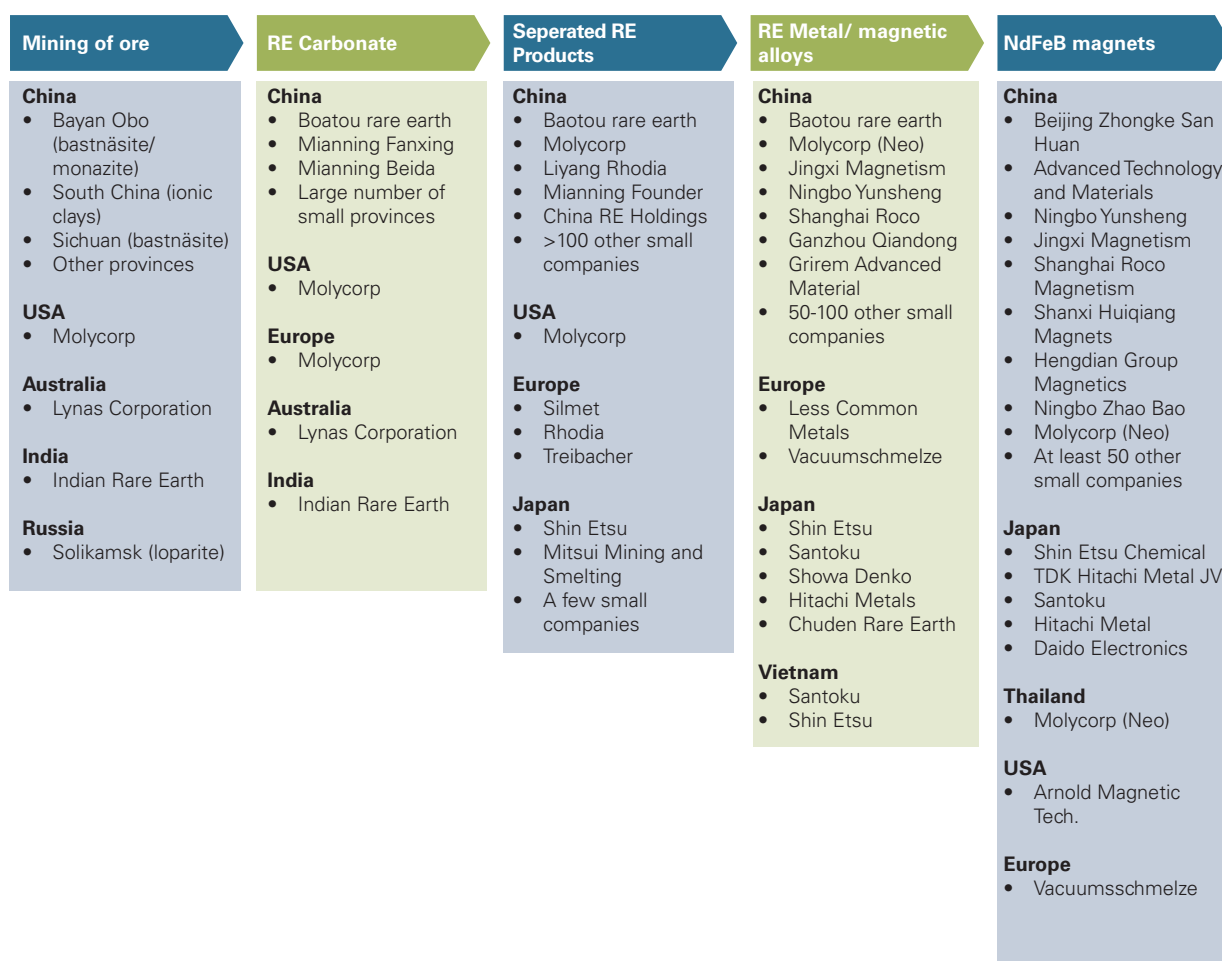 Mining of ore
China
• Bayan Obo
(bastnäsite/
monazite)
• South China (ionic
clays)
• Sichuan (bastnäsite)
• Other provinces
USA
• Molycorp
Australia
• Lynas Corporation
India
• Indian Rare Earth
Russia
• Solikamsk (loparite)
RE Carbonate
China
• Boatou rare earth
• Mianning Fanxing
• Mianning Beida
• Large number of
small provinces
USA
• Molycorp
Europe
• Molycorp
Australia
• Lynas Corporation
India
• Indian Rare Earth
Seperated RE
Products
China
• Baotou rare earth
• Molycorp
• Liyang Rhodia
• Mianning Founder
• China RE Holdings
• >100 other small
companies
USA
• Molycorp
Europe
• Silmet
• Rhodia
• Treibacher
Japan
• Shin Etsu
• Mitsui Mining and
Smelting
• A few small
companies
RE Metal/ magnetic
alloys
China
• Baotou rare earth
• Molycorp (Neo)
• Jingxi Magnetism
• Ningbo Yunsheng
• Shanghai Roco
• Ganzhou Qiandong
• Grirem Advanced
Material
• 50-100 other small
companies
Europe
• Less Common
Metals
• Vacuumschmelze
Japan
• Shin Etsu
• Santoku
• Showa Denko
• Hitachi Metals
• Chuden Rare Earth
Vietnam
• Santoku
• Shin Etsu
NdFeB magnets
China
• Beijing Zhongke San
Huan
• Advanced Technology
and Materials
• Ningbo Yunsheng
• Jingxi Magnetism
• Shanghai Roco
Magnetism
• Shanxi Huiqiang
Magnets
• Hengdian Group
Magnetics
• Ningbo Zhao Bao
• Molycorp (Neo)
• At least 50 other
small companies
Japan
• Shin Etsu Chemical
• TDK Hitachi Metal JV
• Santoku
• Hitachi Metal
• Daido Electronics
Thailand
• Molycorp (Neo)
USA
• Arnold Magnetic
Tech.
Europe
• Vacuumsschmelze